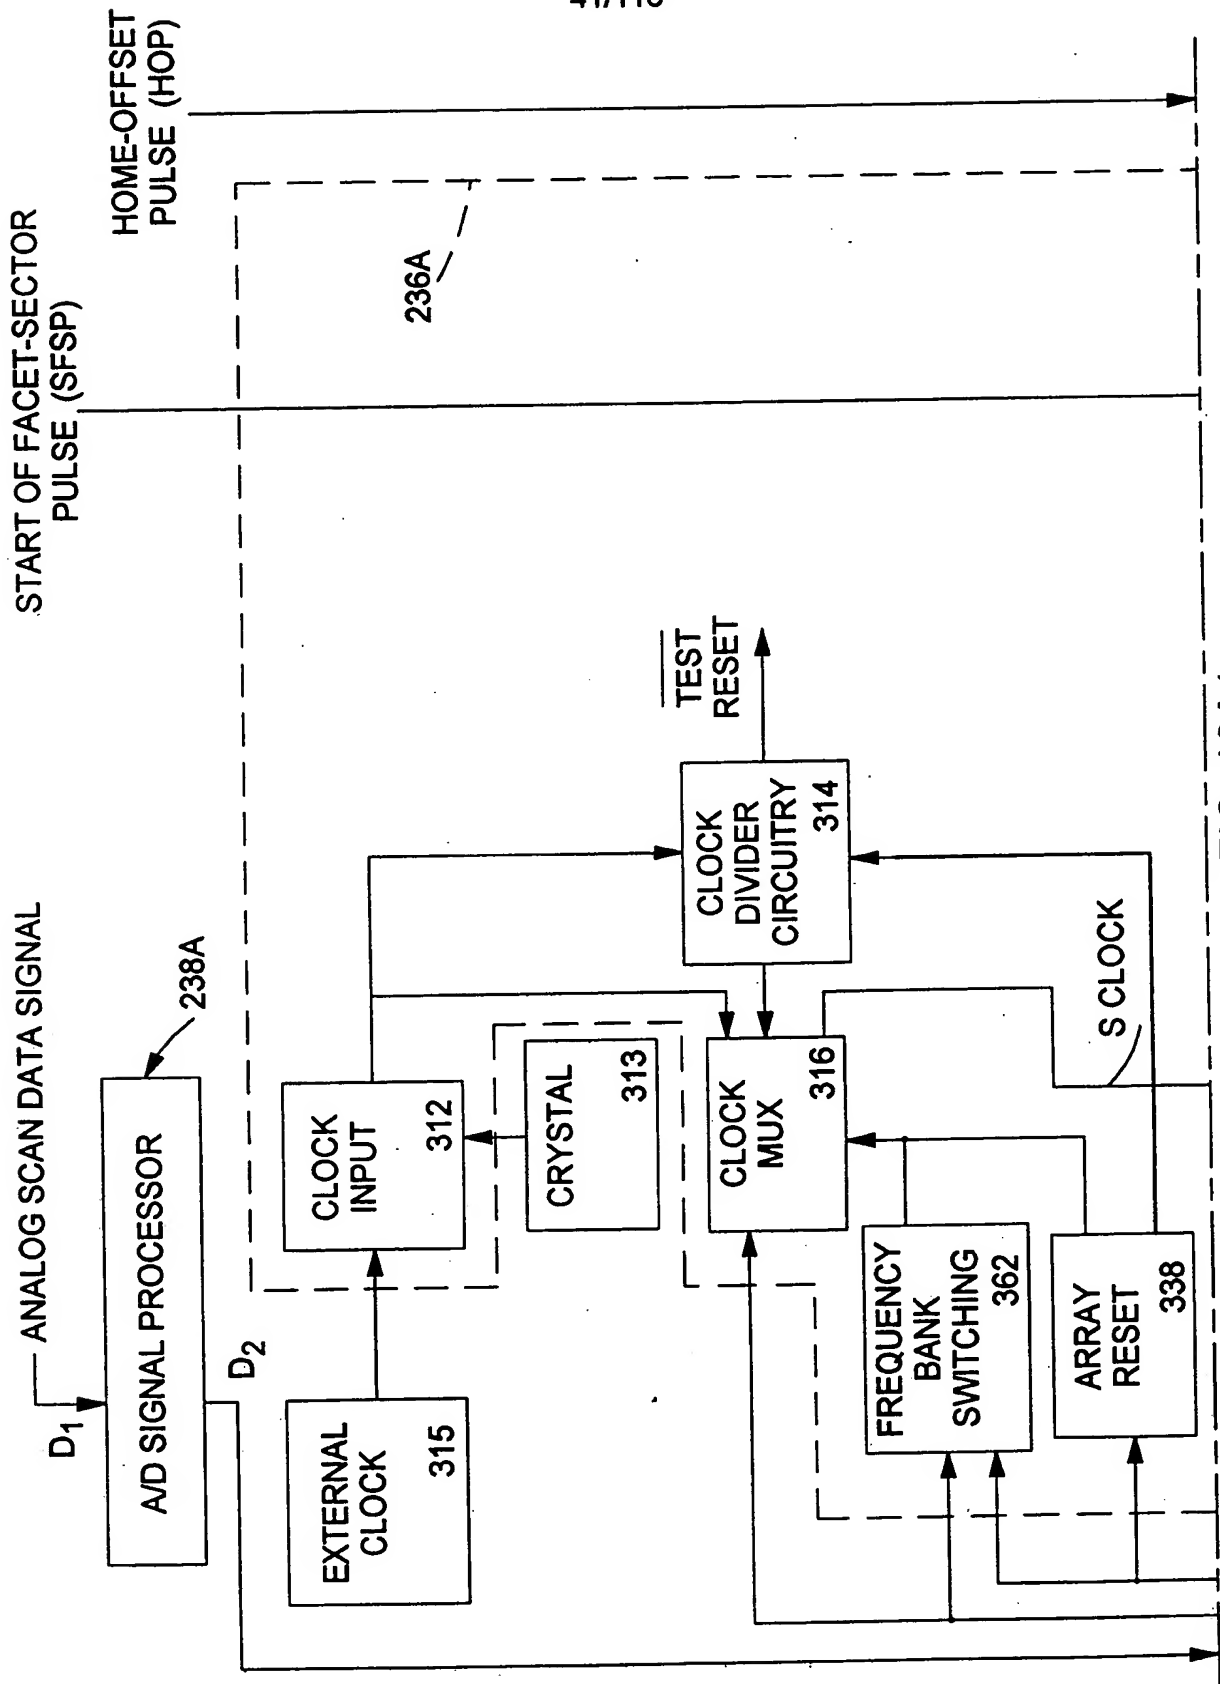 START OF FACET-SECTOR
PULSE (SFSP)
HOME-OFFSET
PULSE (HOP)
236A
ANALOG SCAN DATA SIGNAL
D1
A/D SIGNAL PROCESSOR
238A
D2
EXTERNAL
CLOCK
315
CLOCK
INPUT
312
CRYSTAL
313
CLOCK
MUX
316
CLOCK
DIVIDER
CIRCUITRY
314
TEST
RESET
FREQUENCY
BANK
SWITCHING
362
ARRAY
RESET
338
S CLOCK